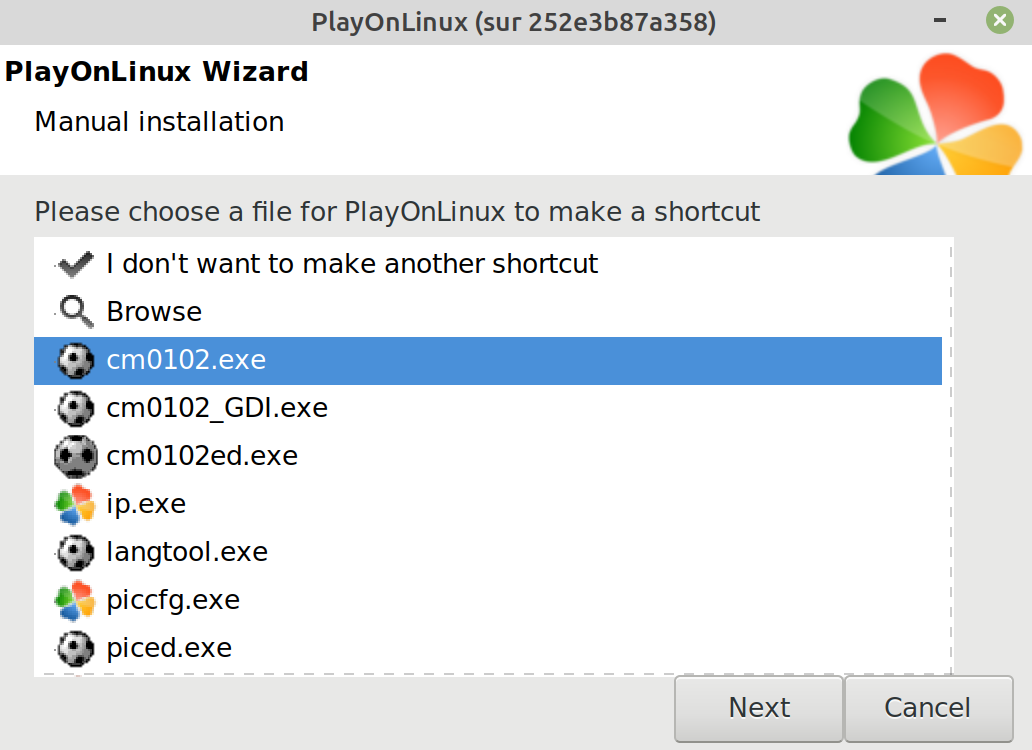 PlayOnLinux (sur 252e3b87a358)
PlayOnLinux Wizard
Manual installation
Please choose a file for PlayOnLinux to make a shortcut
I don't want to make another shortcut
Browse
cm0102.exe
cm0102_GDI.exe
cm0102ed.exe
ip.exe
langtool.exe
piccfg.exe
piced.exe
Next
Cancel